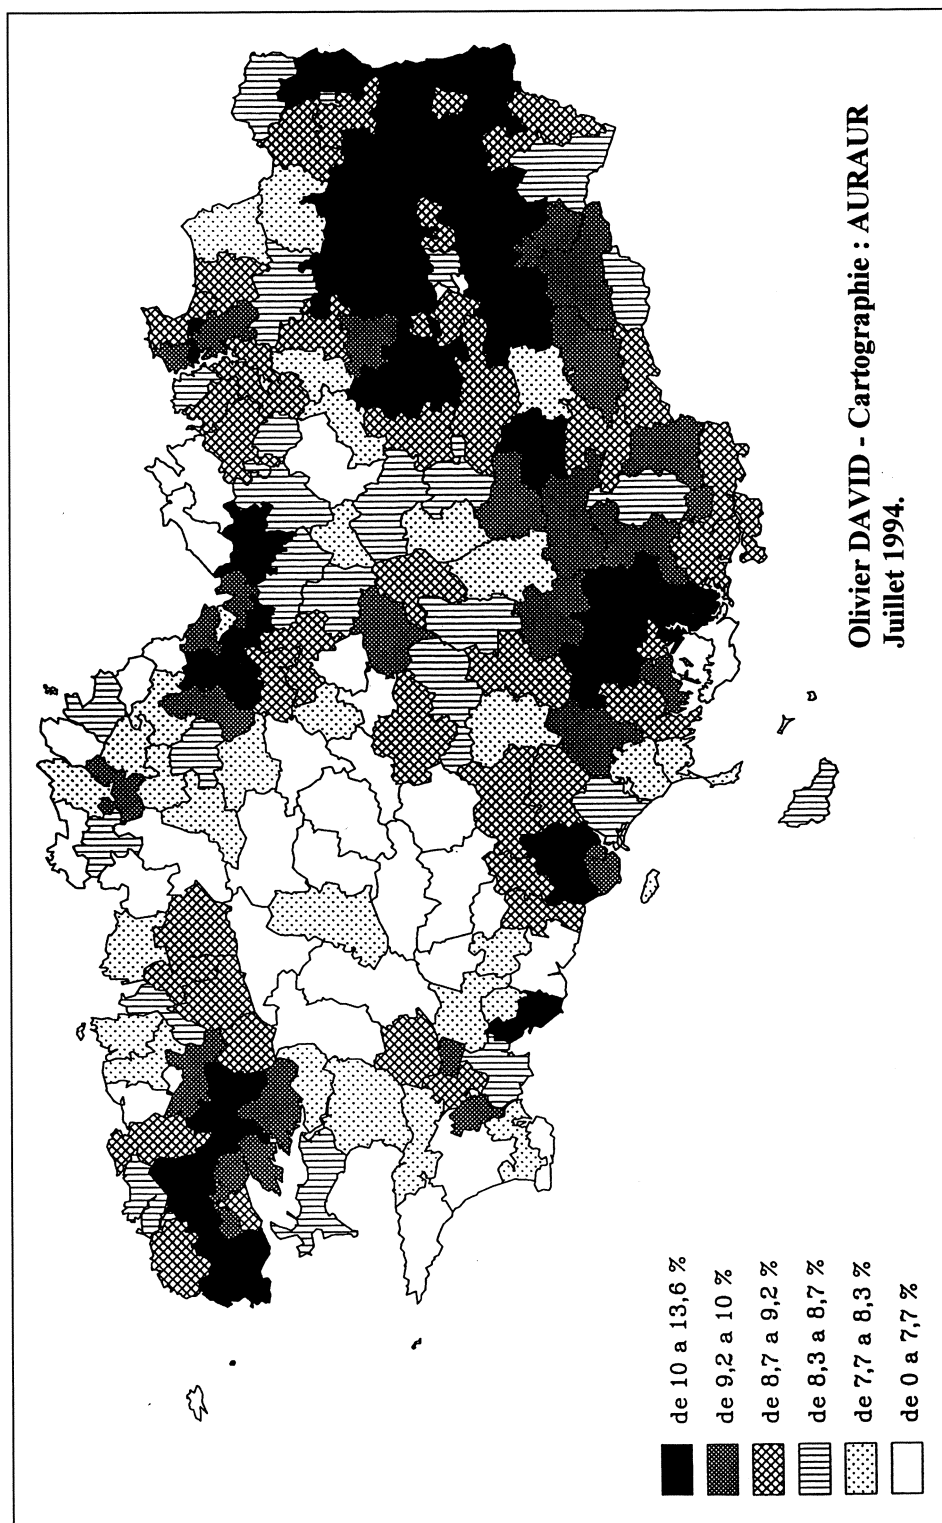 Olivier DAVID - Cartographie : AURAUR
Juillet 1994.
de 10 a 13,6 %
de 9,2 a 10 %
de 8,7 a 9,2 %
de 8,3 a 8,7 %
de 7,7 a 8,3 %
de 0 a 7,7 %